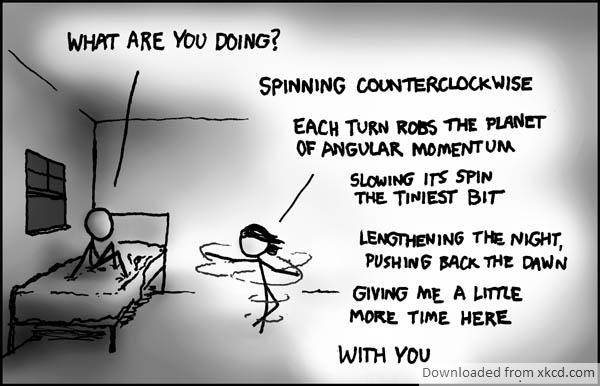 WHAT ARE YOU DOING?
SPINNING COUNTERCLOCKWISE
EACH TURN ROBS THE PLANET
OF ANGULAR MOMENTUM
SLOWING ITS SPIN
THE TINIEST BIT
LENGTHENING THE NIGHT,
PUSHING BACK THE DAWN
GIVING ME A LITTLE
MORE TIME HERE
WITH YOU
Downloaded from xkcd.com